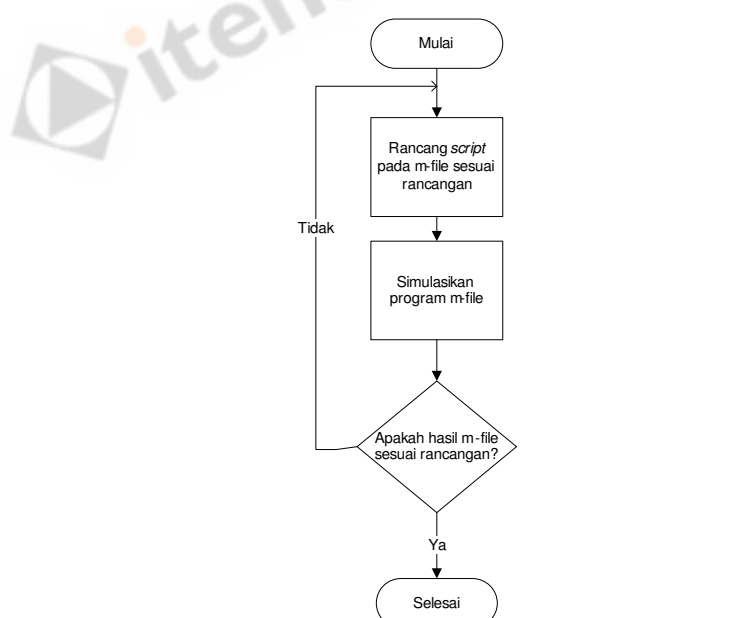 Mulai
Rancang script
pada m-file sesuai
rancangan
Tidak
Simulasikan
program m-file
Apakah hasil m-file
sesuai rancangan?
Ya
Selesai